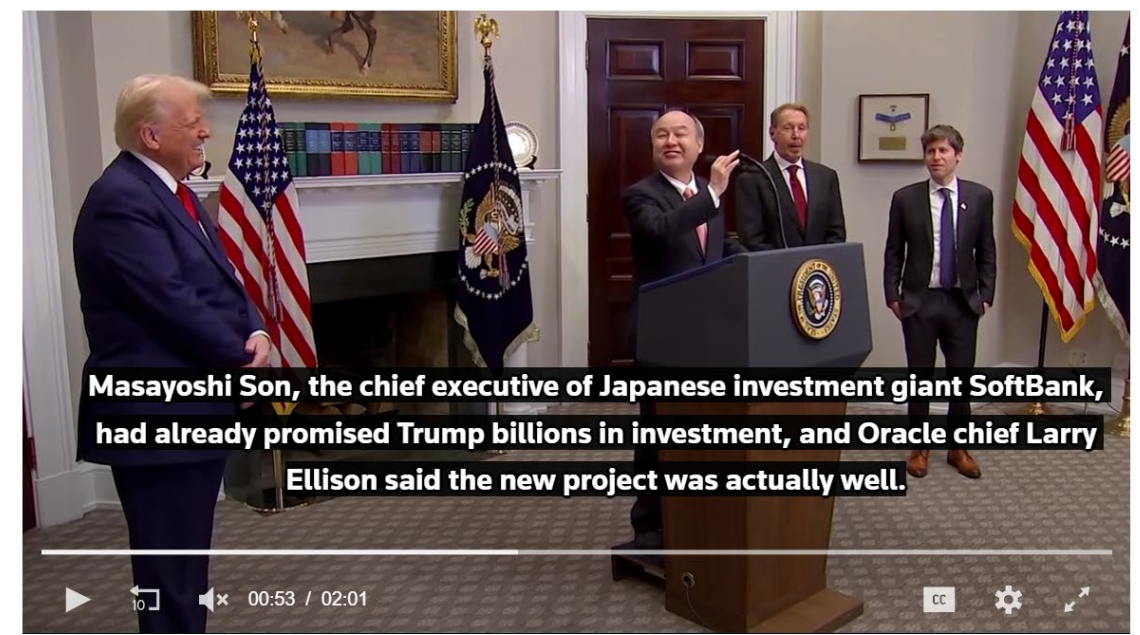 Masayoshi Son, the chief executive of Japanese investment giant SoftBank,
had already promised Trump billions in investment, and Oracle chief Larry
Ellison said the new project was actually well.
10
00:53 / 02:01
CC